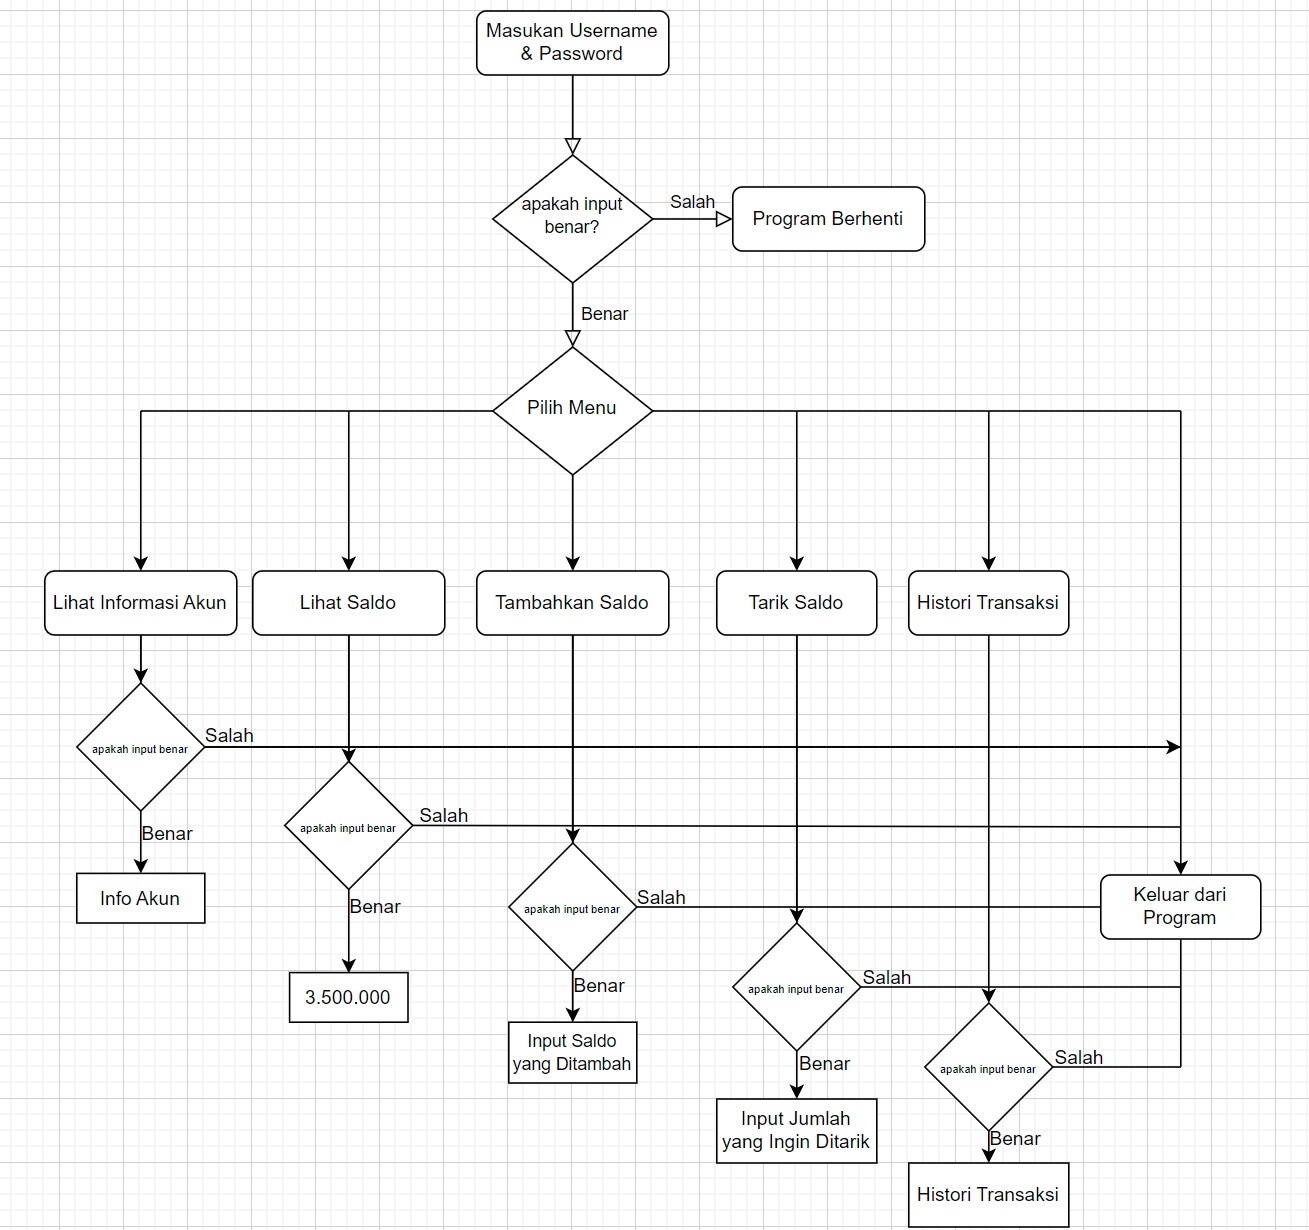 Masukan Username
& Password
apakah input
benar?
Salah
Program Berhenti
Benar
Pilih Menu
Lihat Informasi Akun
Lihat Saldo
Tambahkan Saldo
Tarik Saldo
Histori Transaksi
apakah input benar
Salah
Benar
Info Akun
apakah input benar
Salah
Benar
3.500.000
apakah input benar
Salah
Benar
Input Saldo
yang Ditambah
Keluar dari
Program
apakah input benar
Salah
Benar
Input Jumlah
yang Ingin Ditarik
apakah input benar
Salah
Benar
Histori Transaksi